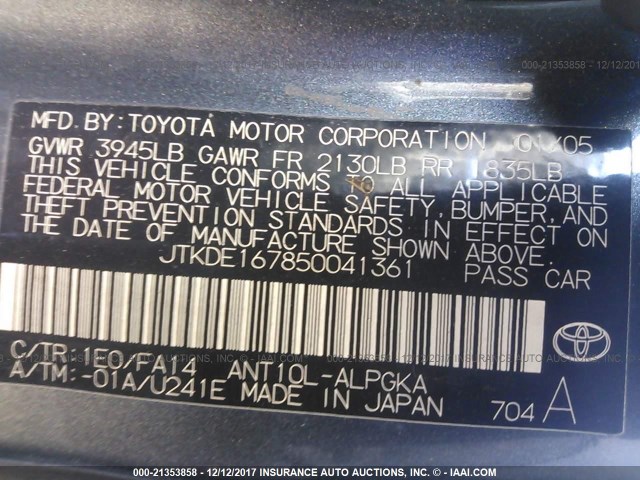 000-21353858 - 12/12/2017
MFD.BY:TOYOTA MOTOR CORPORATION /05
GVWR 3945LB GAWR FR 2130LB RR 1835LB
THIS VEHICLE CONFORMS TO ALL APPLICABLE
FEDERAL MOTOR VEHICLE SAFETY, BUMPER, AND
THEFT PREVENTION STANDARDS IN EFFECT ON
THE DATE OF MANUFACTURE SHOWN ABOVE.
JTKDE167850041361 PASS CAR
C/TR:1E0/FA14 ANT10L-ALPGKA
A/TM:-01A/U241E MADE IN JAPAN
704 A
000-21353858 - 12/12/2017 INSURANCE AUTO AUCTIONS INC. - © - IAAI.COM